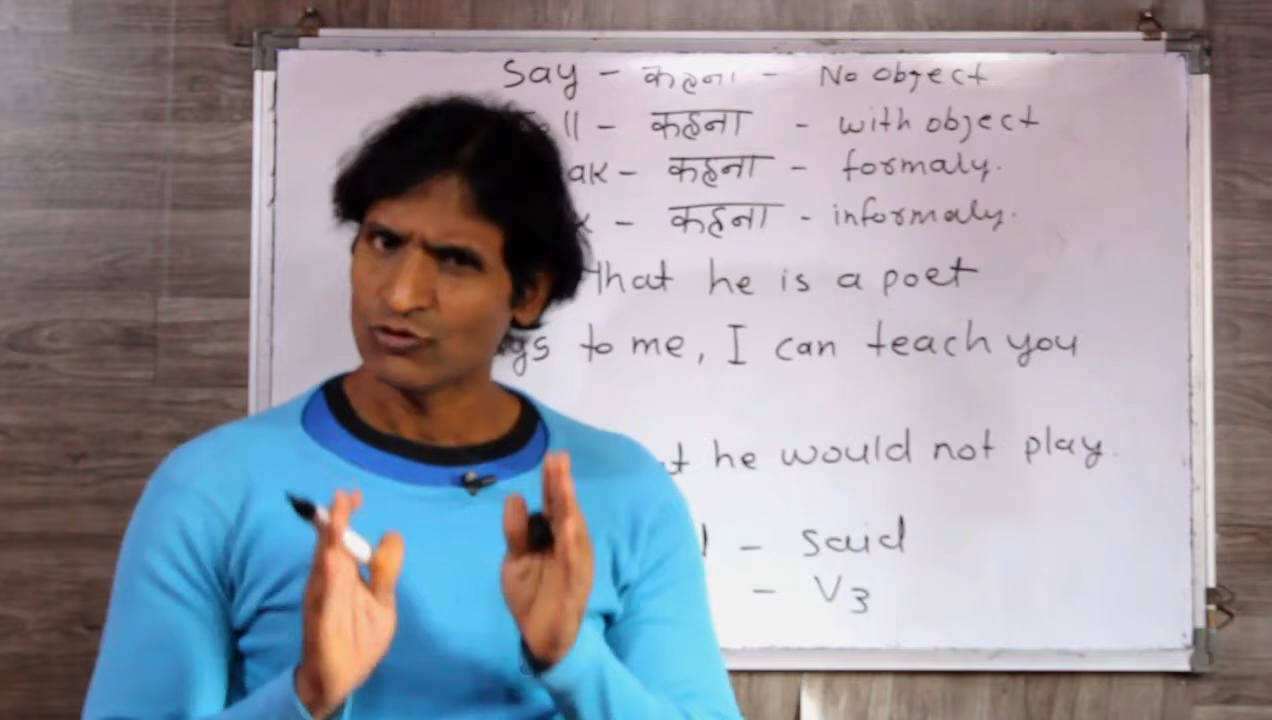 Say - कहना - No object
ll - कहना - with object
ak - कहना - formaly.
k - कहना - informaly.
that he is a poet
gs to me, I can teach you
t he would not play.
- said
- V3